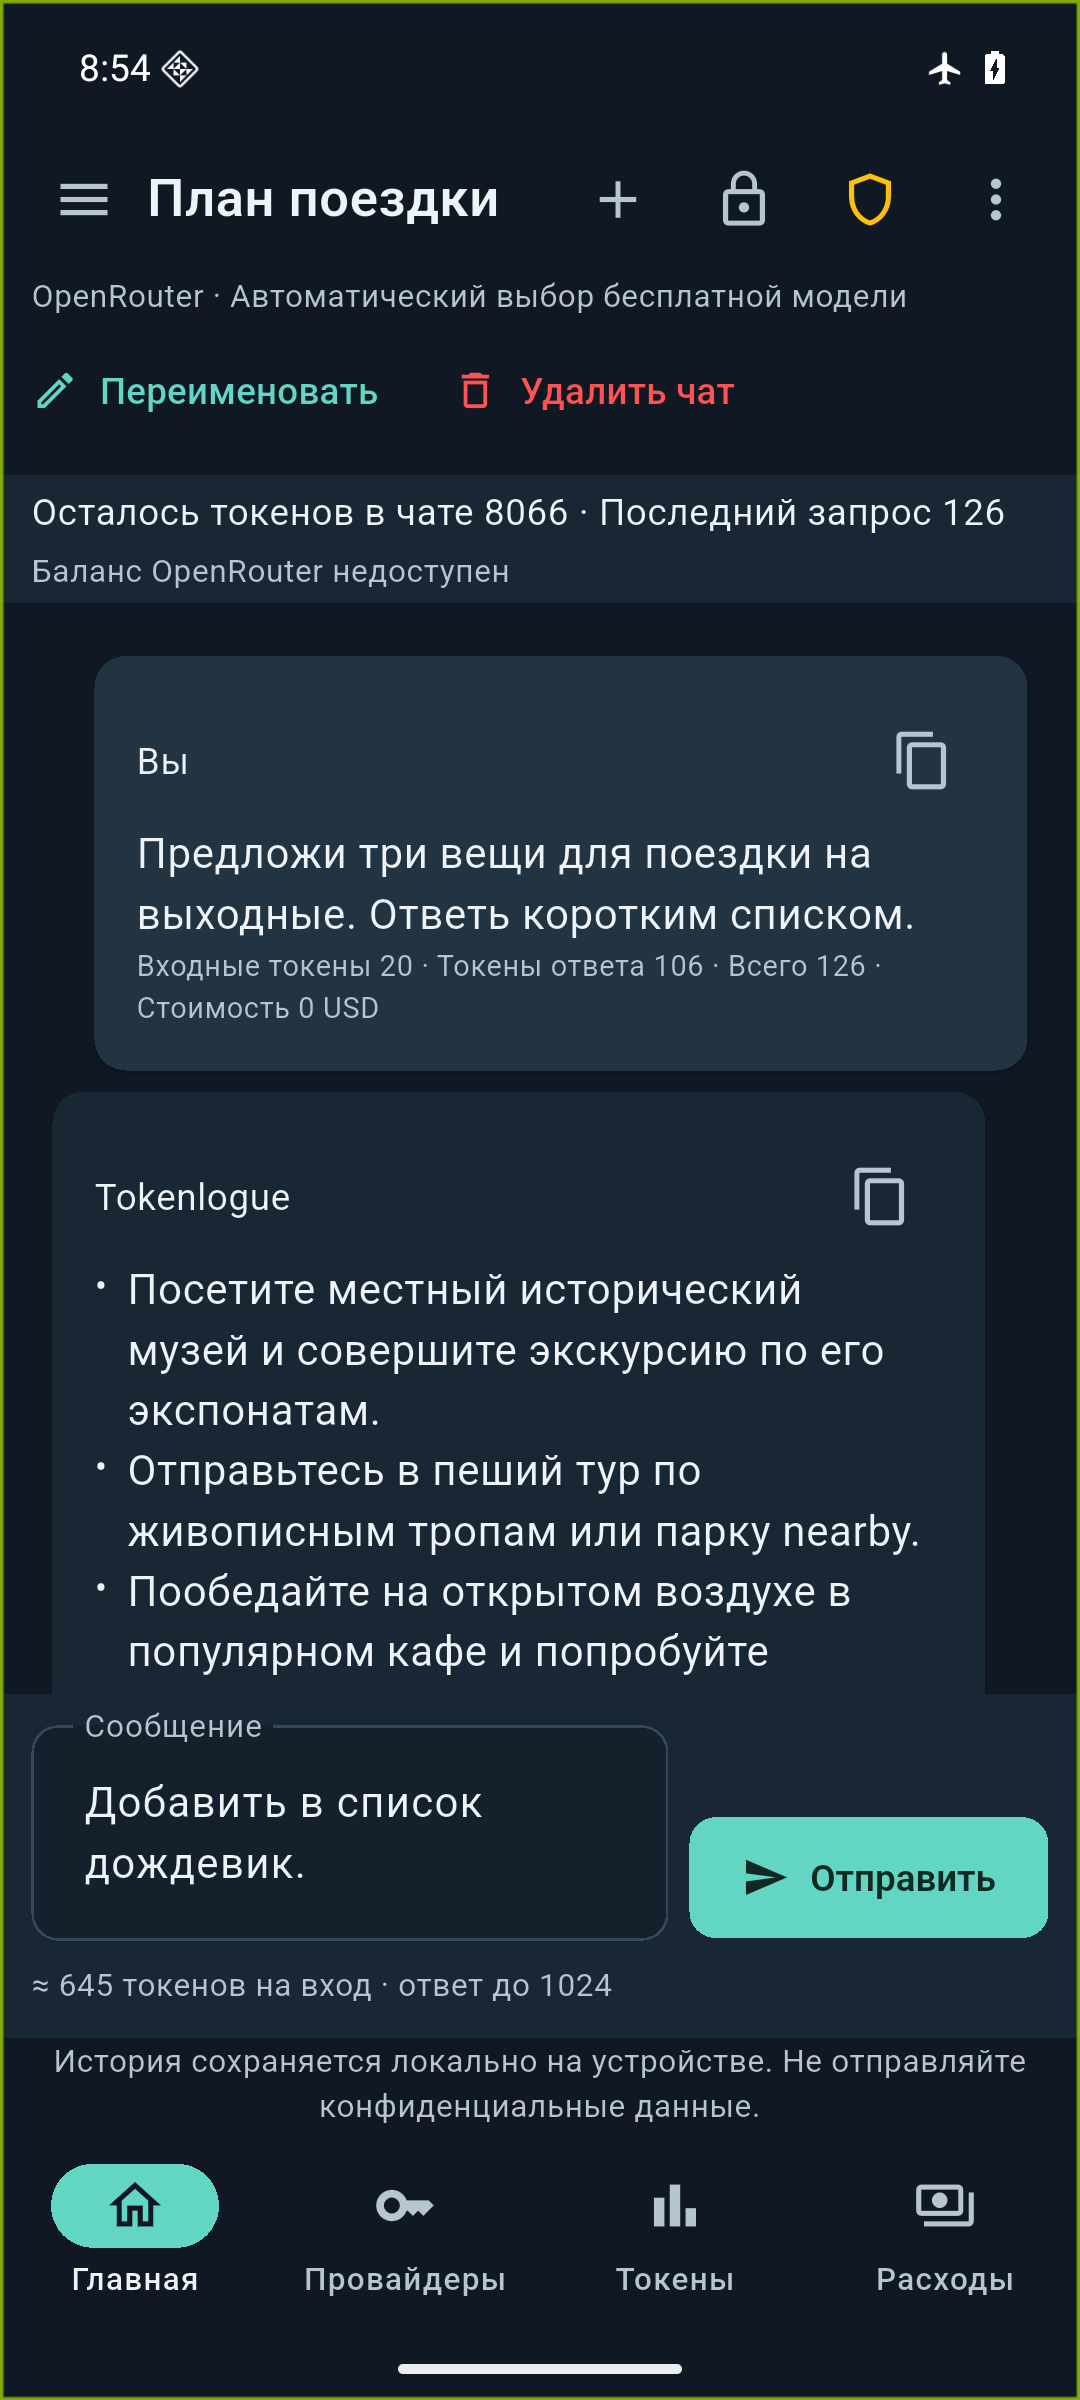 8:54
План поездки
OpenRouter · Автоматический выбор бесплатной модели
Переименовать
Удалить чат
Осталось токенов в чате 8066 · Последний запрос 126
Баланс OpenRouter недоступен
Вы
Предложи три вещи для поездки на
выходные. Ответь коротким списком.
Входные токены 20 · Токены ответа 106 · Всего 126 ·
Стоимость 0 USD
Tokenlogue
• Посетите местный исторический
музей и совершите экскурсию по его
экспонатам.
• Отправьтесь в пеший тур по
живописным тропам или парку nearby.
• Пообедайте на открытом воздухе в
популярном кафе и попробуйте
Сообщение
Добавить в список
дождевик.
Отправить
≈ 645 токенов на вход · ответ до 1024
История сохраняется локально на устройстве. Не отправляйте
конфиденциальные данные.
Главная
Провайдеры
Токены
Расходы